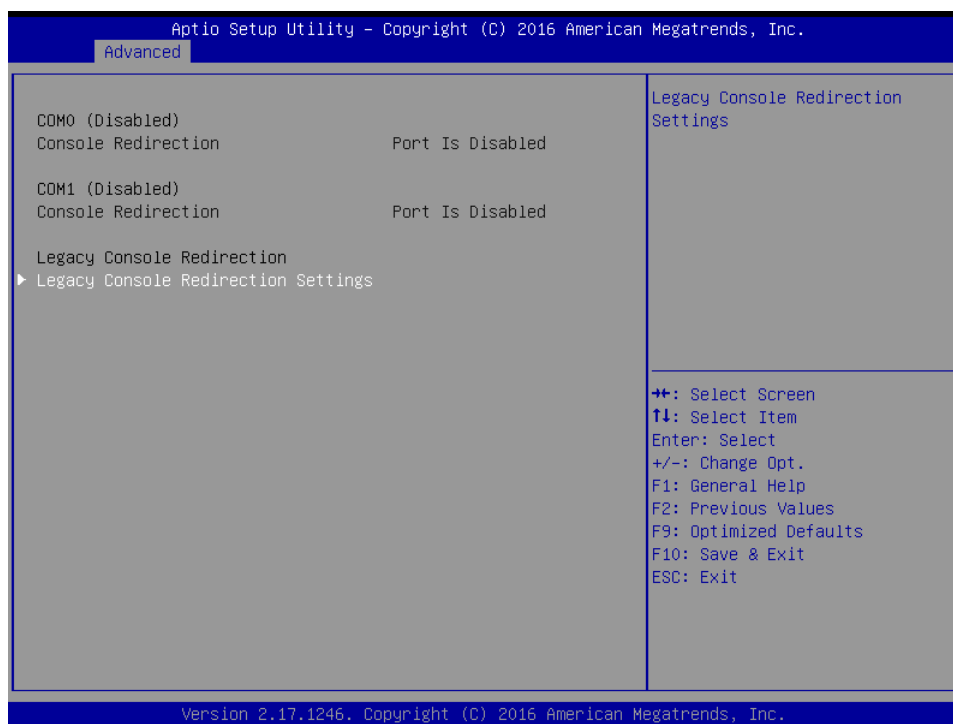 Aptio Setup Utility – Copyright (C) 2016 American Megatrends, Inc.
Advanced
COM0 (Disabled)
Console Redirection Port Is Disabled
COM1 (Disabled)
Console Redirection Port Is Disabled
Legacy Console Redirection
▶ Legacy Console Redirection Settings
Legacy Console Redirection
Settings
→←: Select Screen
↑↓: Select Item
Enter: Select
+/-: Change Opt.
F1: General Help
F2: Previous Values
F9: Optimized Defaults
F10: Save & Exit
ESC: Exit
Version 2.17.1246. Copyright (C) 2016 American Megatrends, Inc.